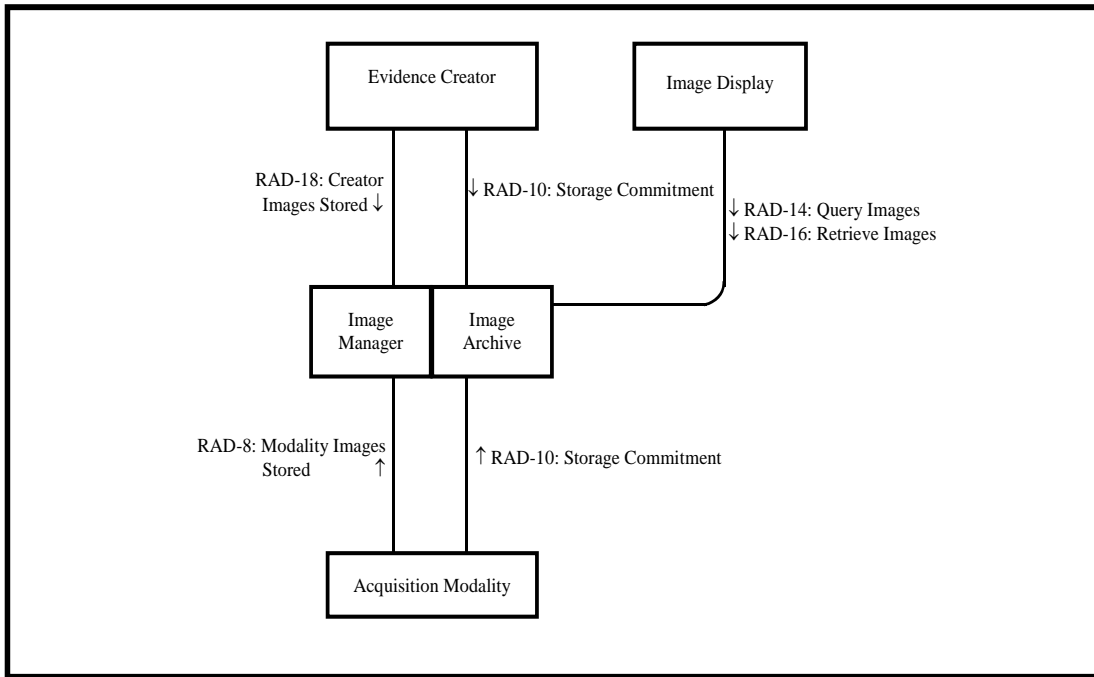 Evidence Creator
Image Display
RAD-18: Creator
Images Stored ↓
↓ RAD-10: Storage Commitment
↓ RAD-14: Query Images
↓ RAD-16: Retrieve Images
Image
Manager
Image
Archive
RAD-8: Modality Images
Stored ↑
↑ RAD-10: Storage Commitment
Acquisition Modality